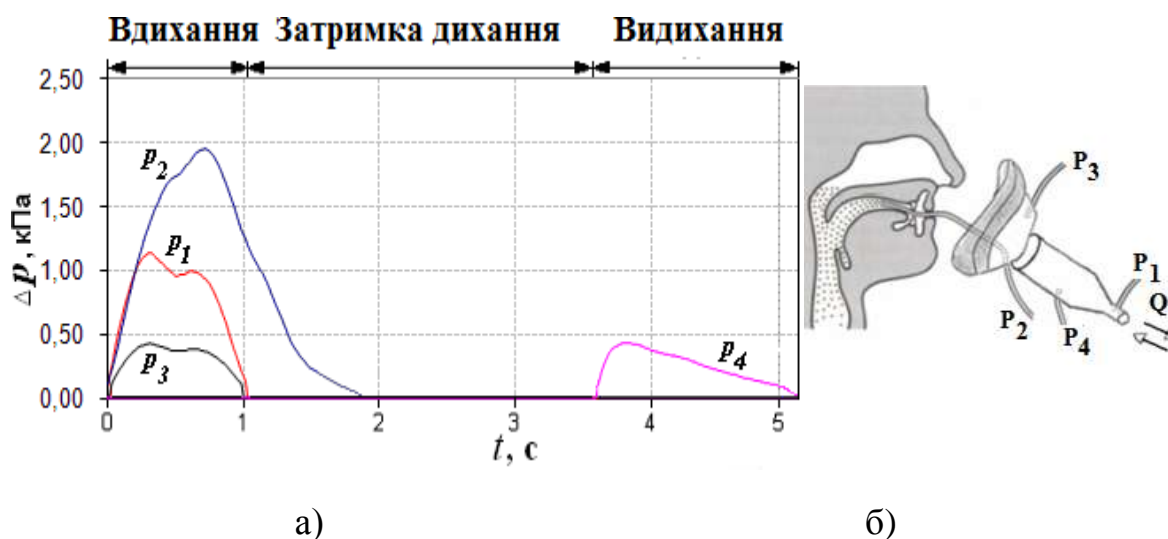 Вдихання Затримка дихання Видихання
2,50
2,00
1,50
1,00
0,50
0,00
Δp, кПа
p2
p1
p3
p4
0 1 2 3 4 5
t, с
P3
P1
Q
P2
P4
а) б)